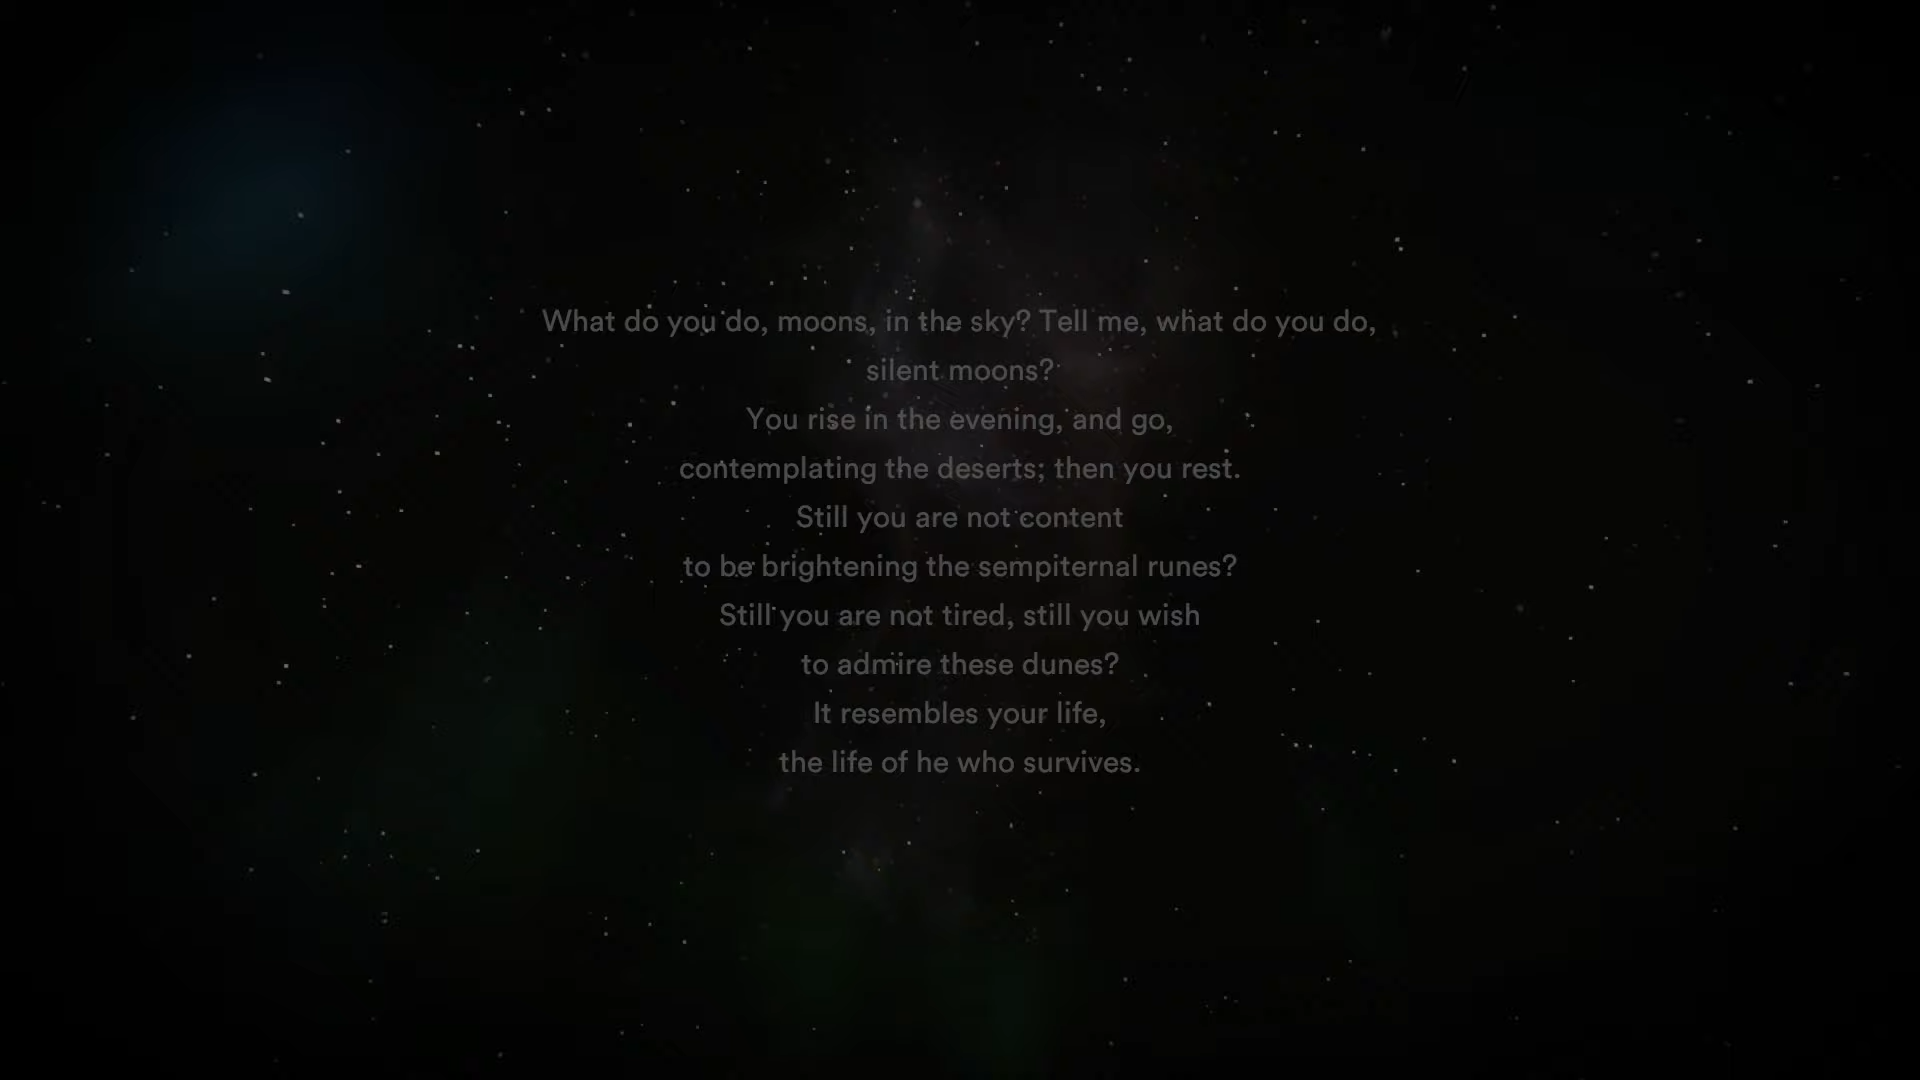 What do you do, moons, in the sky? Tell me, what do you do,
silent moons?
You rise in the evening, and go,
contemplating the deserts; then you rest.
Still you are not content
to be brightening the sempiternal runes?
Still you are not tired, still you wish
to admire these dunes?
It resembles your life,
the life of he who survives.